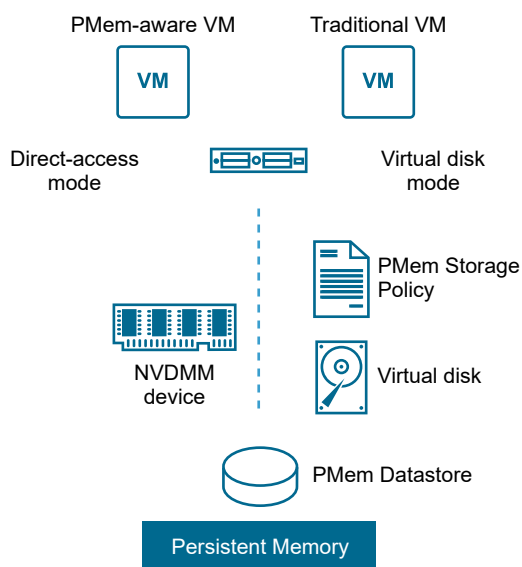 PMem-aware VM
Traditional VM
VM
VM
Direct-access
mode
Virtual disk
mode
PMem Storage
Policy
NVDMM
device
Virtual disk
PMem Datastore
Persistent Memory